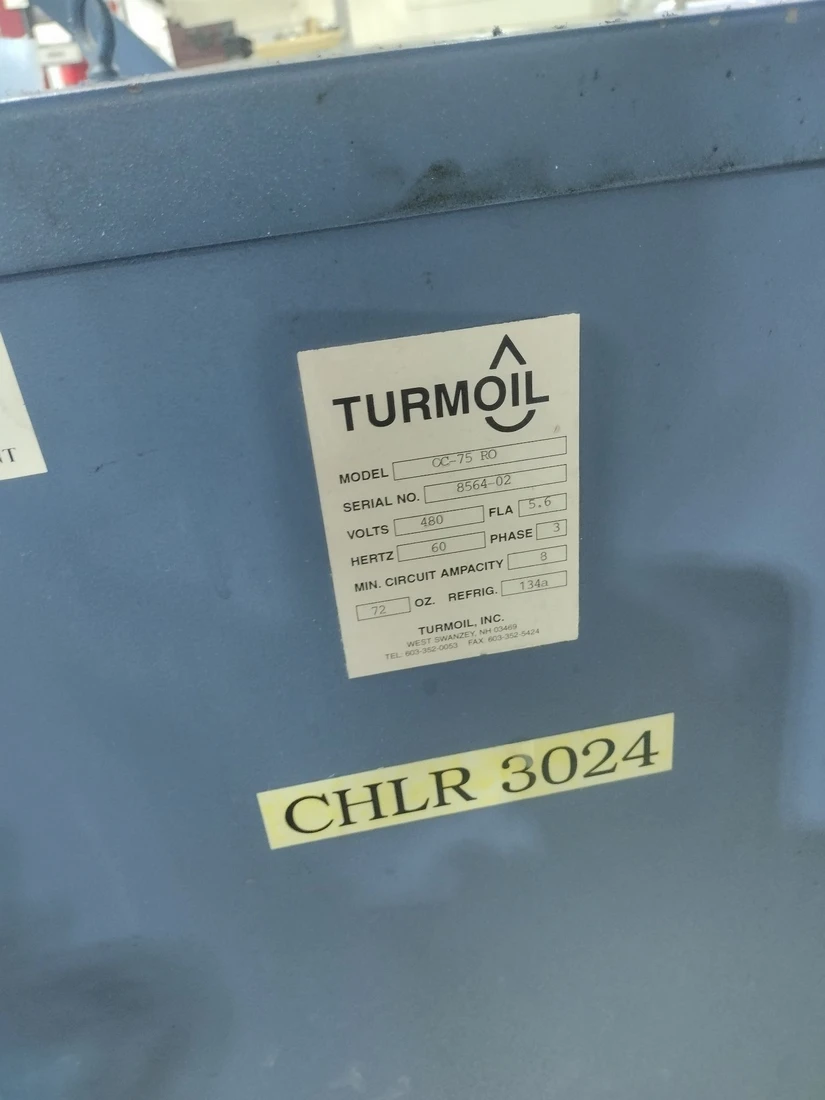 TURMOIL
MODEL OC-75 RO
SERIAL NO. 8564-02
VOLTS 480 FLA 5.6
HERTZ 60 PHASE 3
MIN. CIRCUIT AMPACITY 8
72 OZ. REFRIG. 134a
TURMOIL, INC.
WEST SWANZEY, NH 03469
TEL: 603-352-0053 FAX: 603-352-5424
NT
CHLR 3024